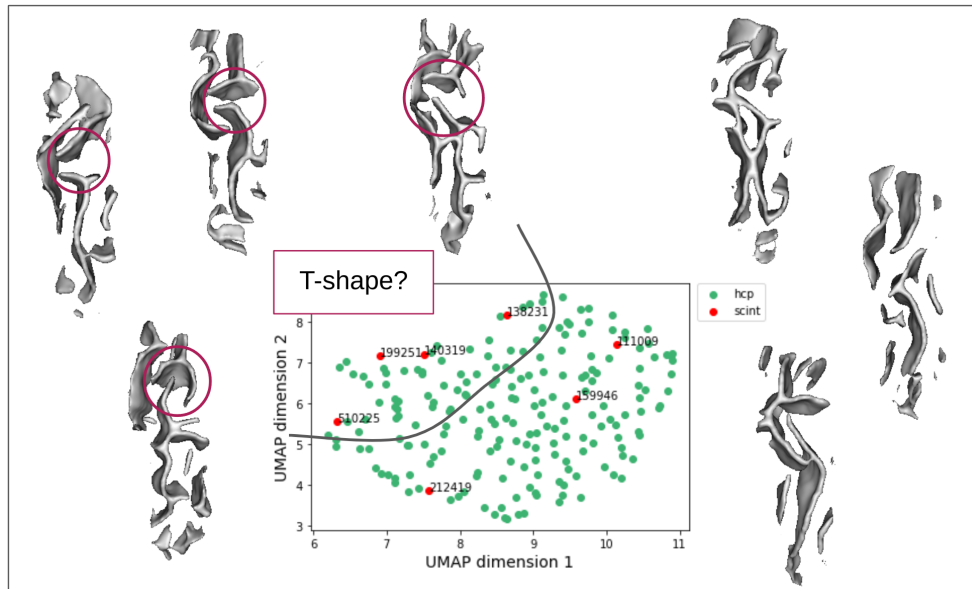 T-shape?
hcp
scint
UMAP dimension 2
8
7
6
5
4
3
138231
111009
199251
140319
159946
510225
212419
6 7 8 9 10 11
UMAP dimension 1